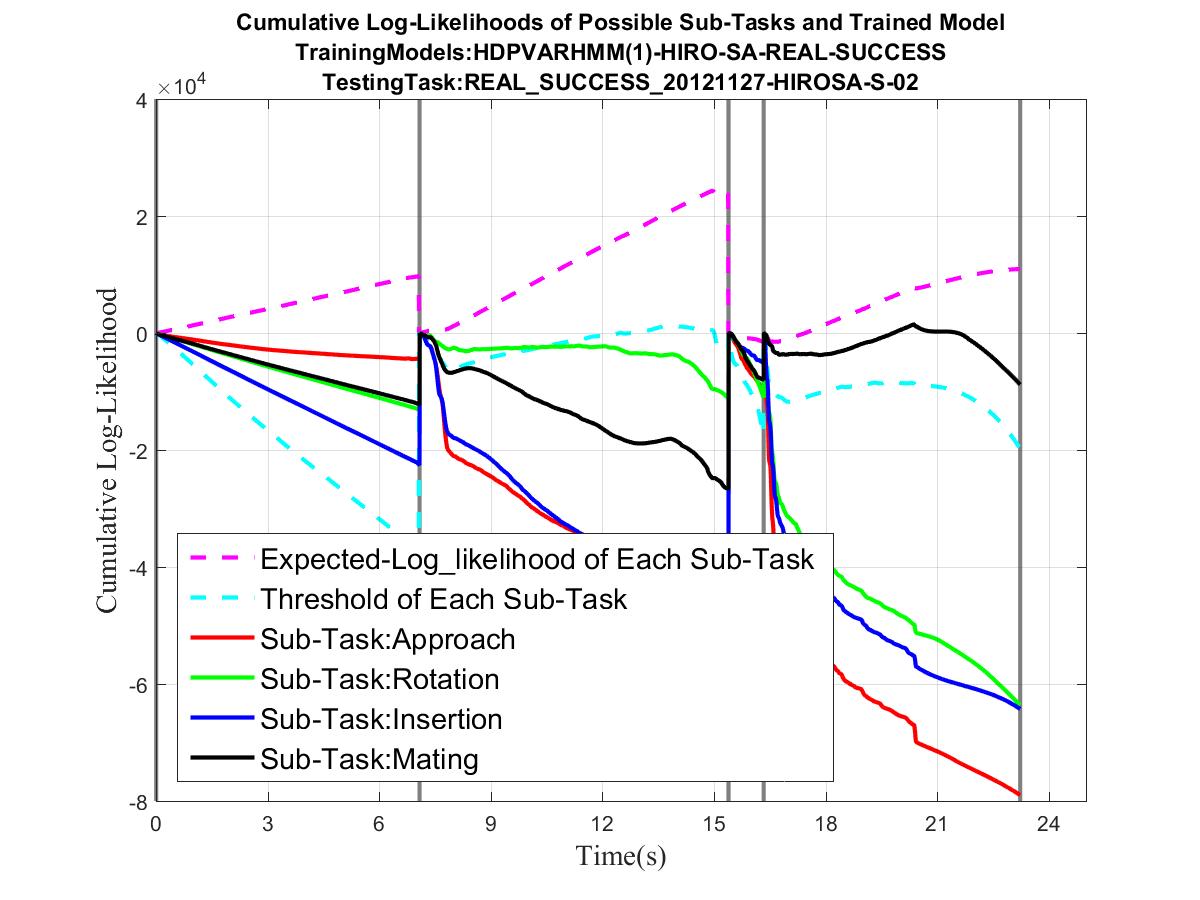 Cumulative Log-Likelihoods of Possible Sub-Tasks and Trained Model
TrainingModels:HDPVARHMM(1)-HIRO-SA-REAL-SUCCESS
TestingTask:REAL_SUCCESS_20121127-HIROSA-S-02
×10^4
4
2
0
-2
-4
-6
-8
Cumulative Log-Likelihood
Expected-Log_likelihood of Each Sub-Task
Threshold of Each Sub-Task
Sub-Task:Approach
Sub-Task:Rotation
Sub-Task:Insertion
Sub-Task:Mating
0 3 6 9 12 15 18 21 24
Time(s)